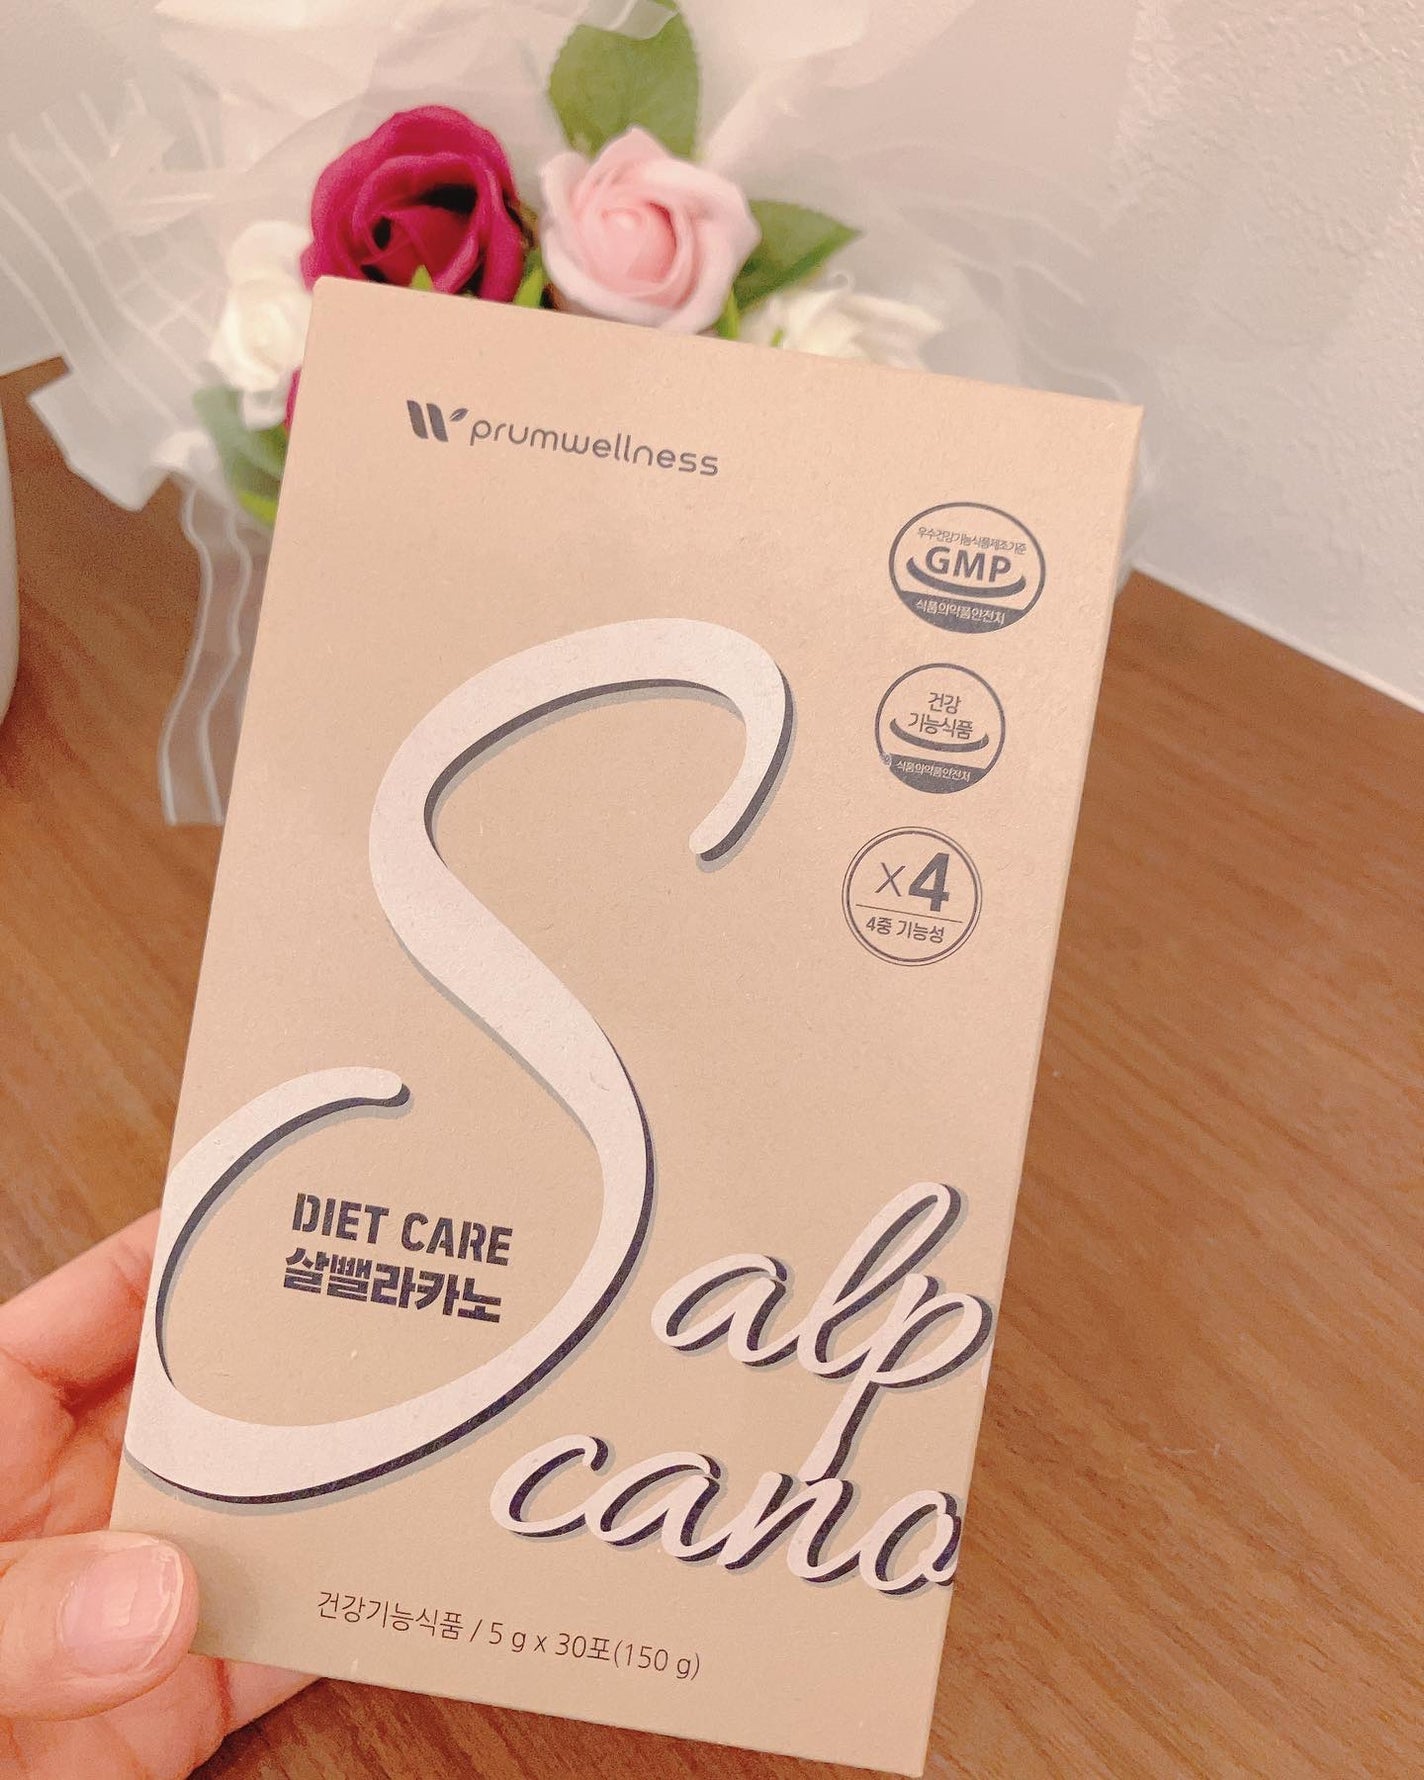 prumwellness
우수건강기능식품제조기준
GMP
식품의약품안전처
건강
기능식품
식품의약품안전처
x4
4중 기능성
DIET CARE
살뺄라카노
Salp
cano
건강기능식품 / 5 g x 30포(150 g)